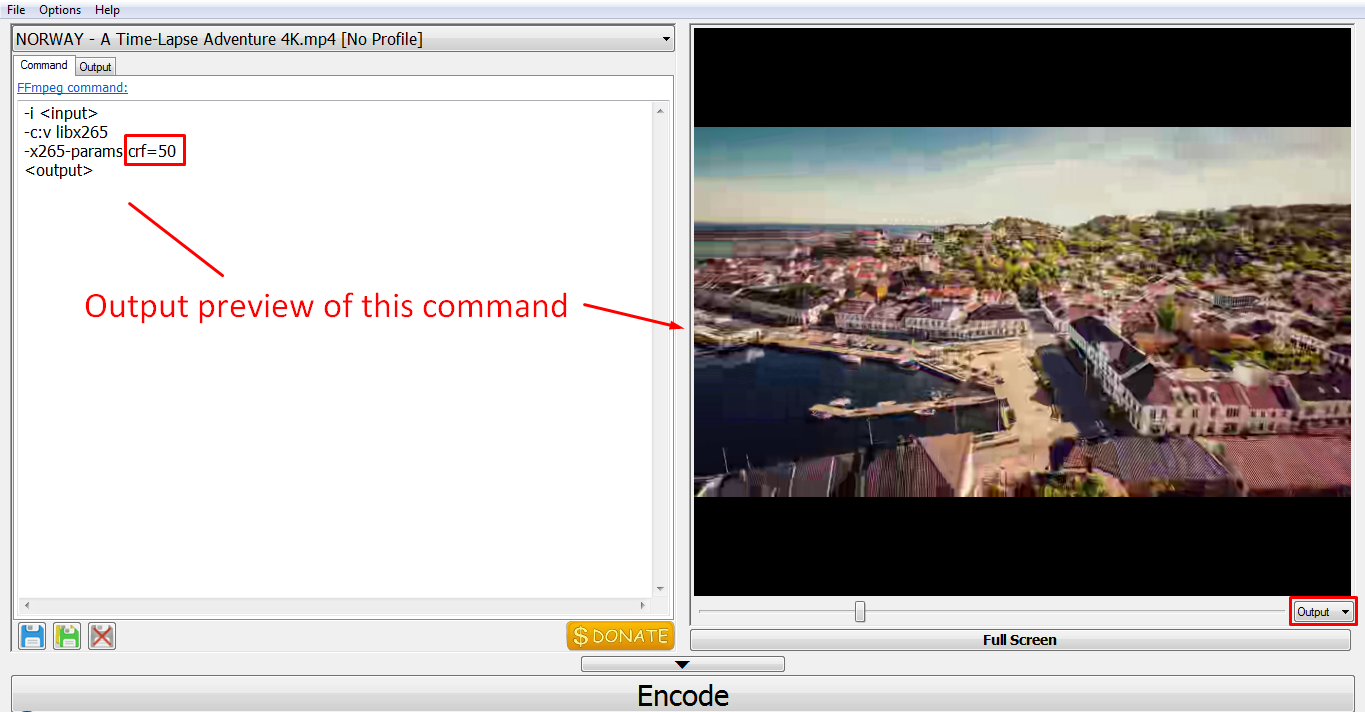 File Options Help
NORWAY - A Time-Lapse Adventure 4K.mp4 [No Profile]
Command Output
FFmpeg command:
-i <input>
-c:v libx265
-x265-params crf=50
<output>
Output preview of this command
Output
$ DONATE
Full Screen
Encode